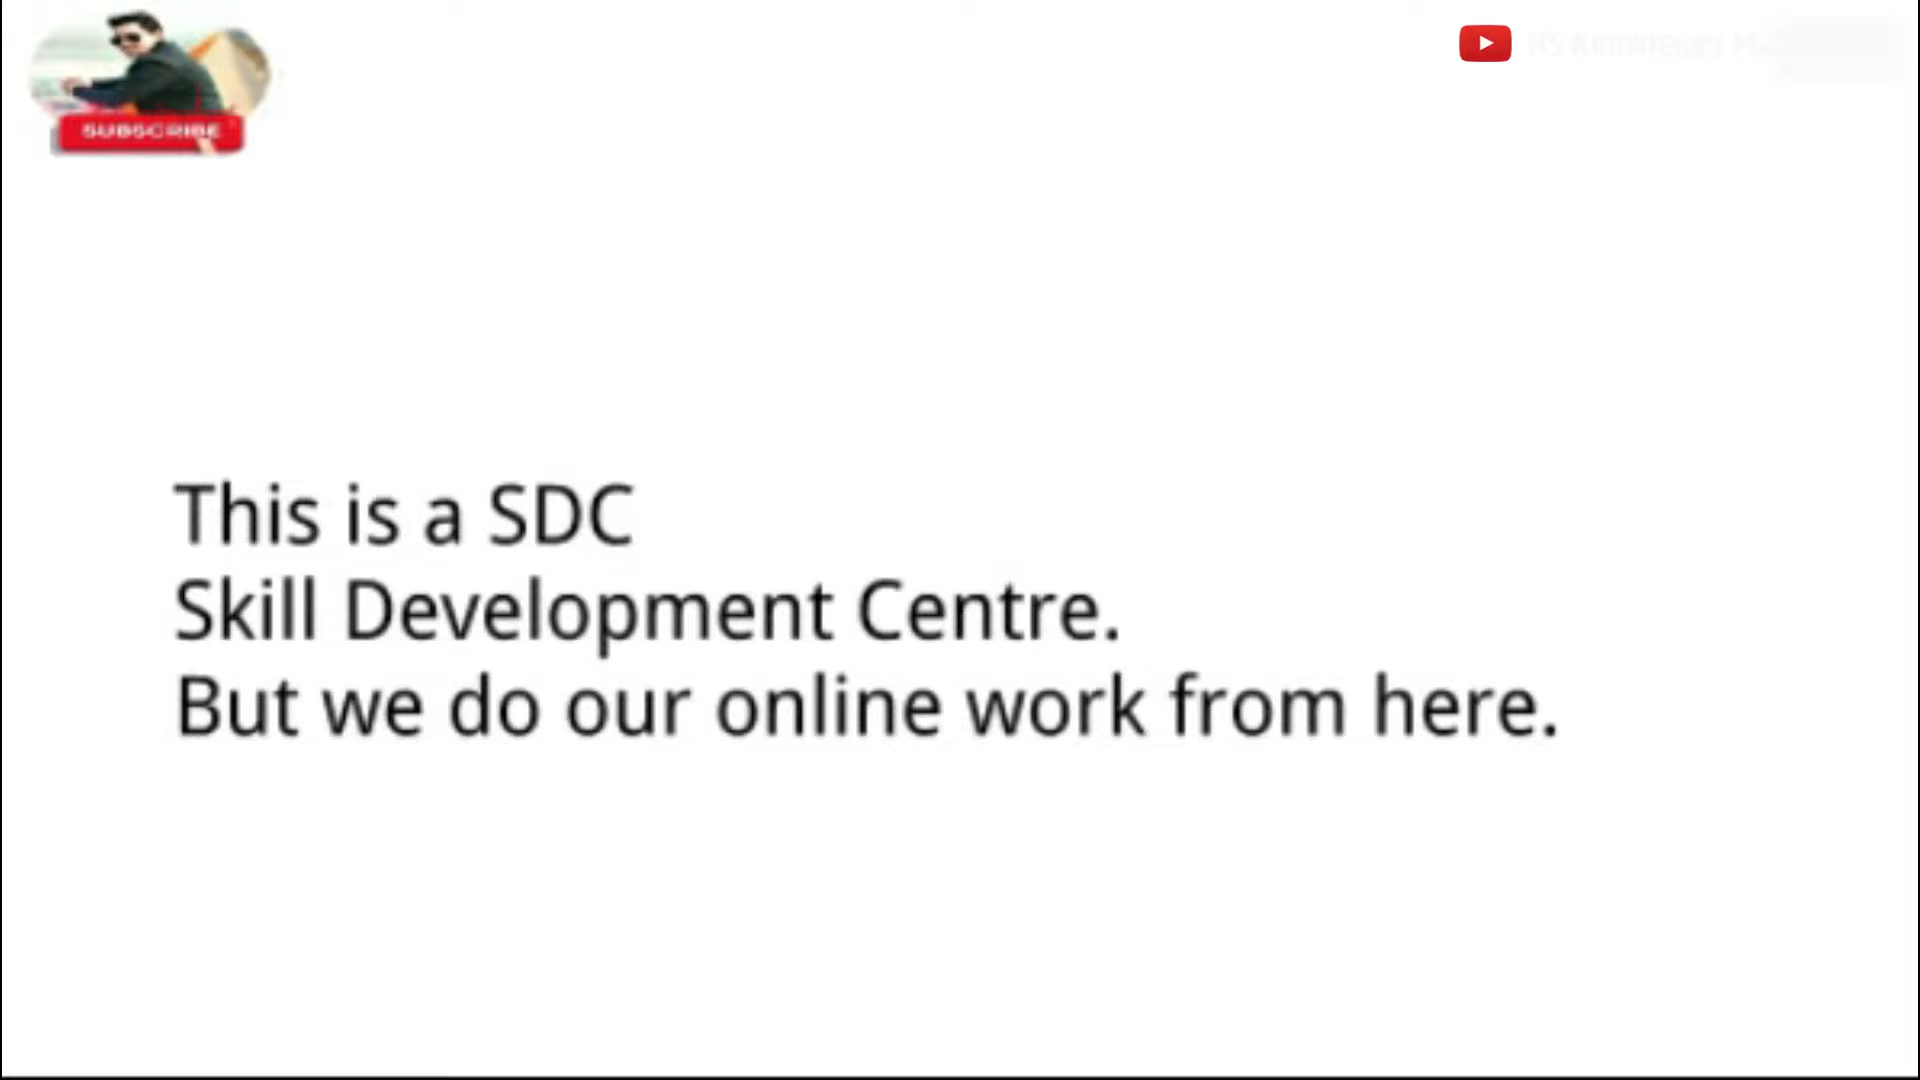 SUBSCRIBE
This is a SDC
Skill Development Centre.
But we do our online work from here.